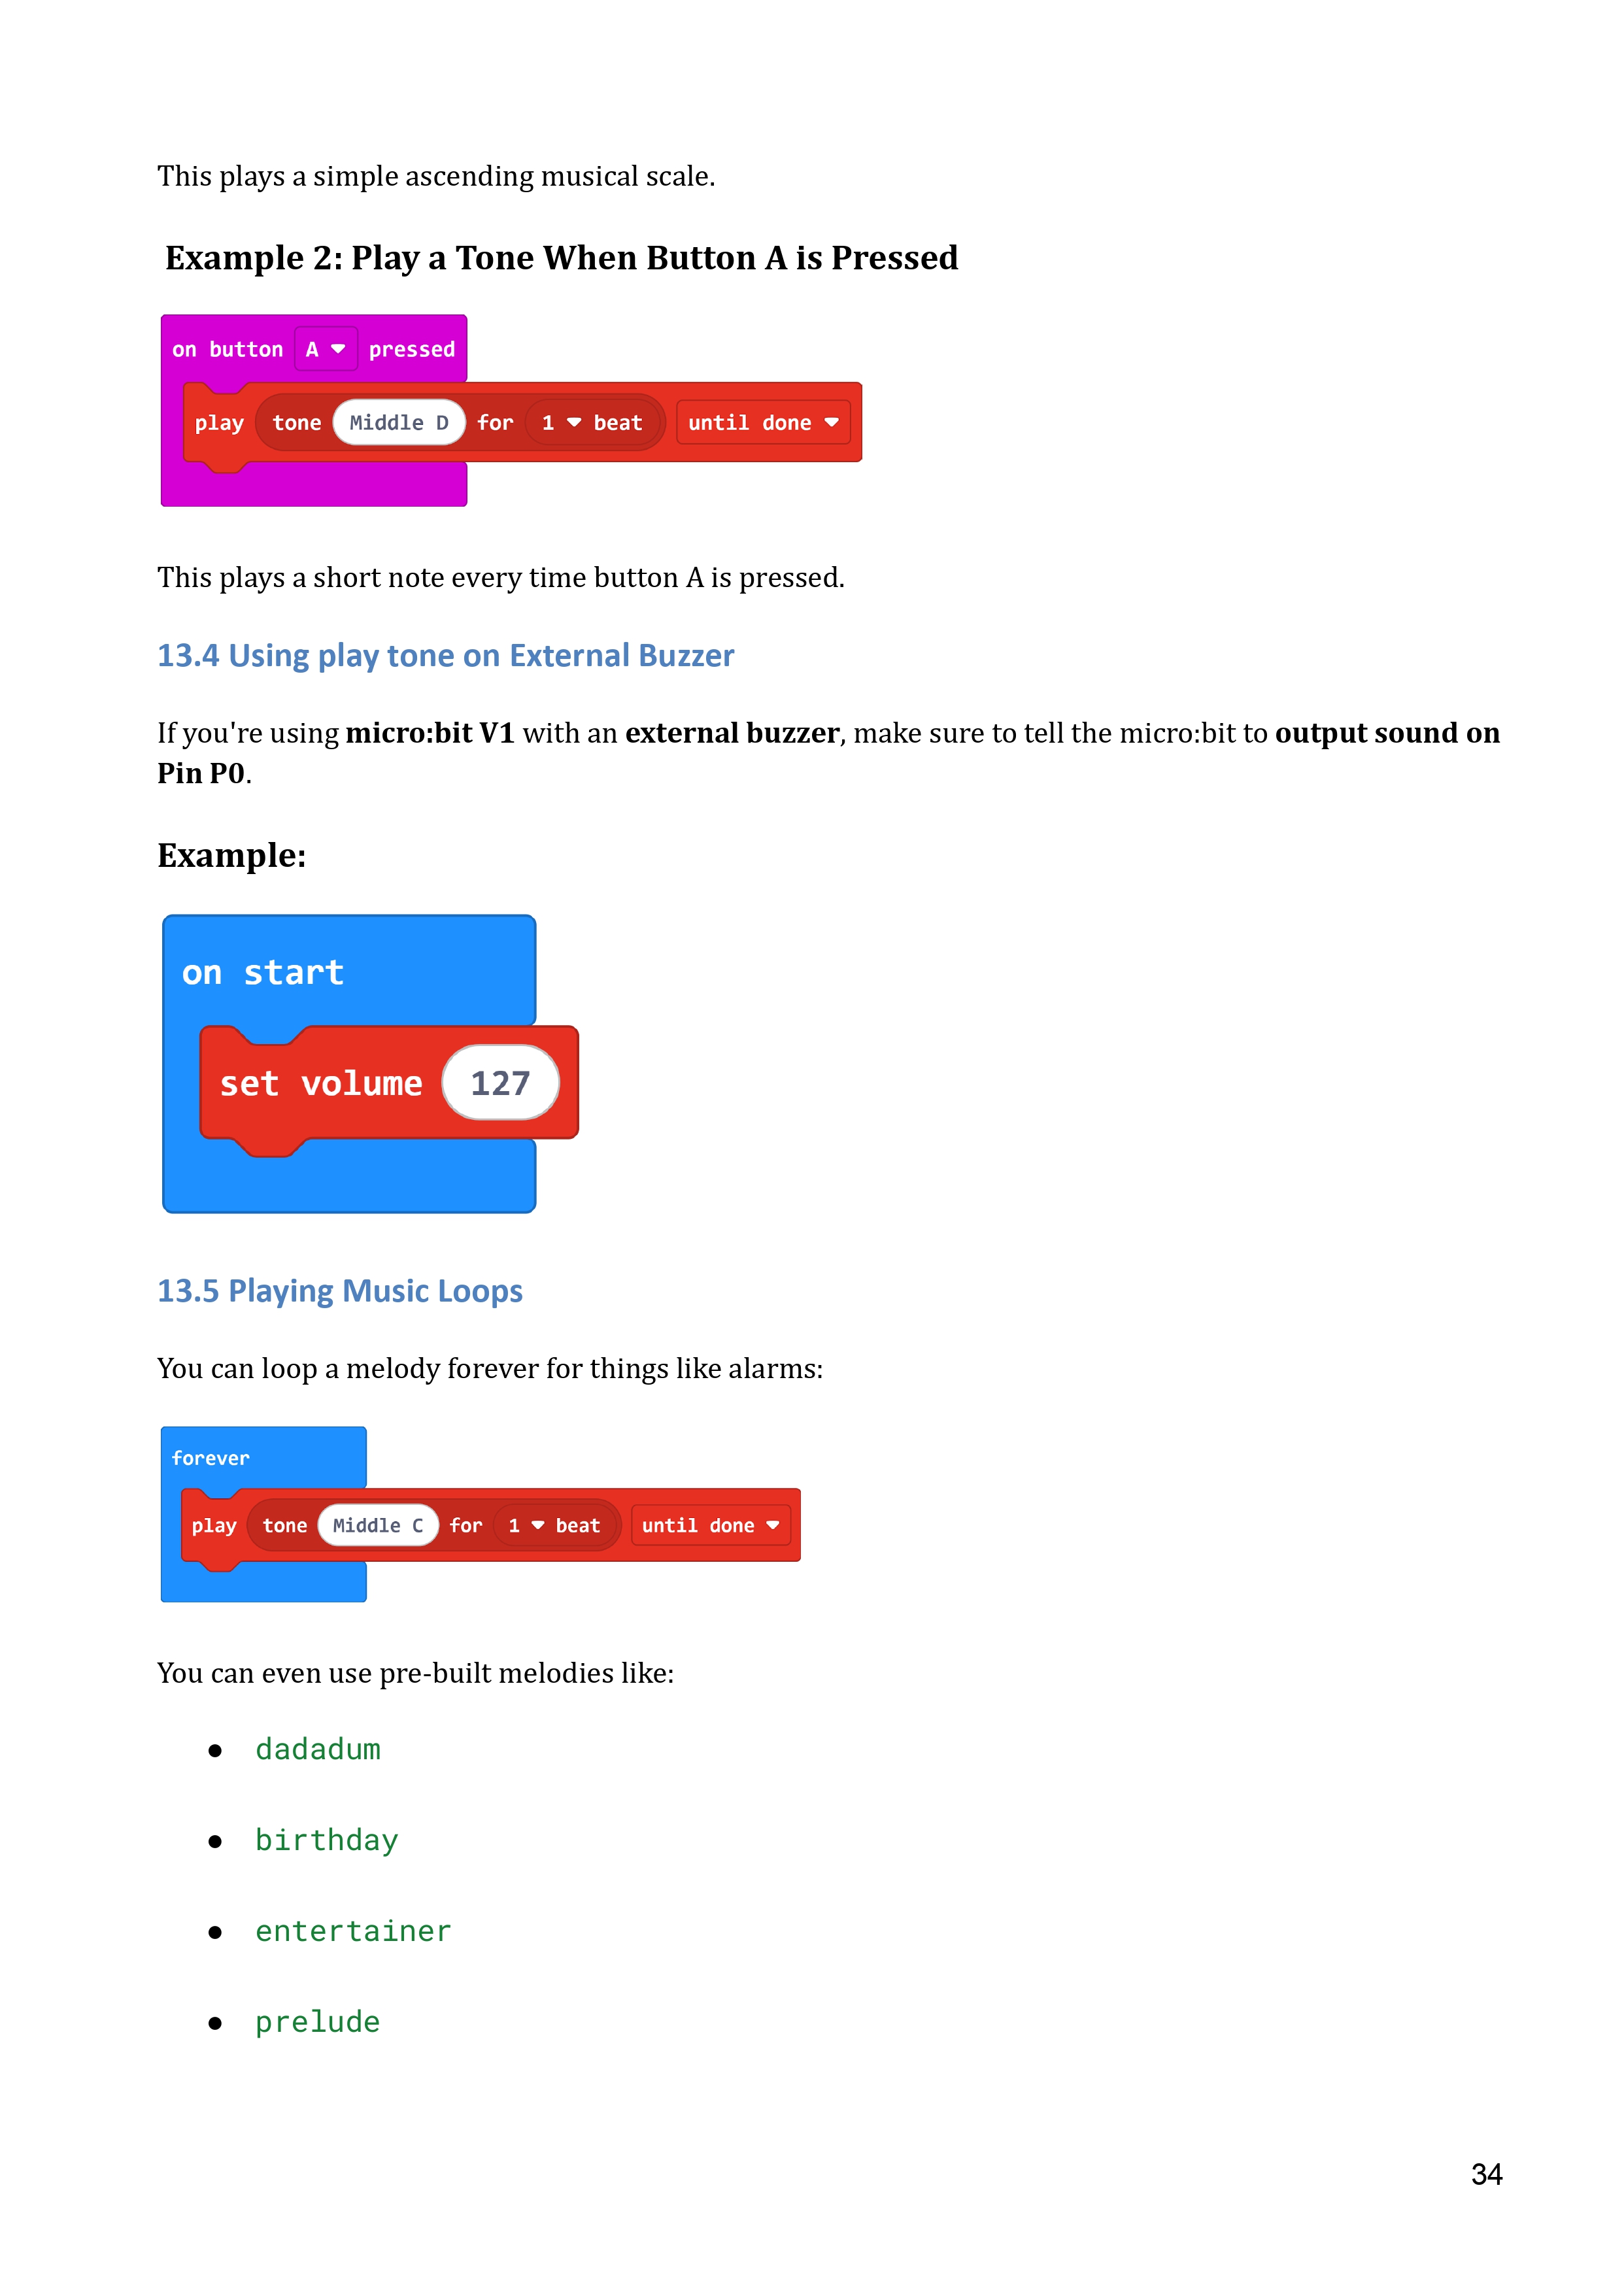 This plays a simple ascending musical scale.
Example 2: Play a Tone When Button A is Pressed
on button A pressed
play tone Middle D for 1 beat until done
This plays a short note every time button A is pressed.
13.4 Using play tone on External Buzzer
If you're using micro:bit V1 with an external buzzer, make sure to tell the micro:bit to output sound on
Pin P0.
Example:
on start
set volume 127
13.5 Playing Music Loops
You can loop a melody forever for things like alarms:
forever
play tone Middle C for 1 beat until done
You can even use pre-built melodies like:
● dadadum
● birthday
● entertainer
● prelude
34